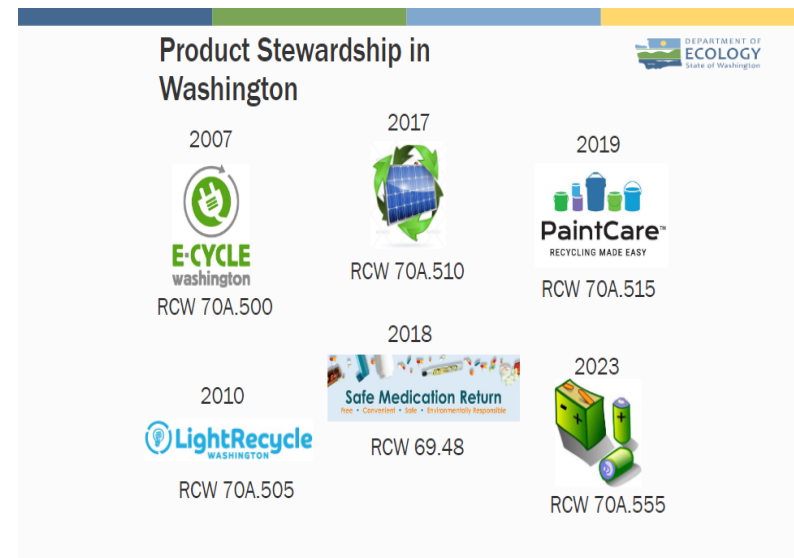 Product Stewardship in
Washington
DEPARTMENT OF
ECOLOGY
State of Washington
2007
E·CYCLE
washington
RCW 70A.500
2017
RCW 70A.510
2019
PaintCare™
RECYCLING MADE EASY
RCW 70A.515
2010
LightRecycle
WASHINGTON
RCW 70A.505
2018
Safe Medication Return
Free • Convenient • Safe • Environmentally Responsible
RCW 69.48
2023
RCW 70A.555